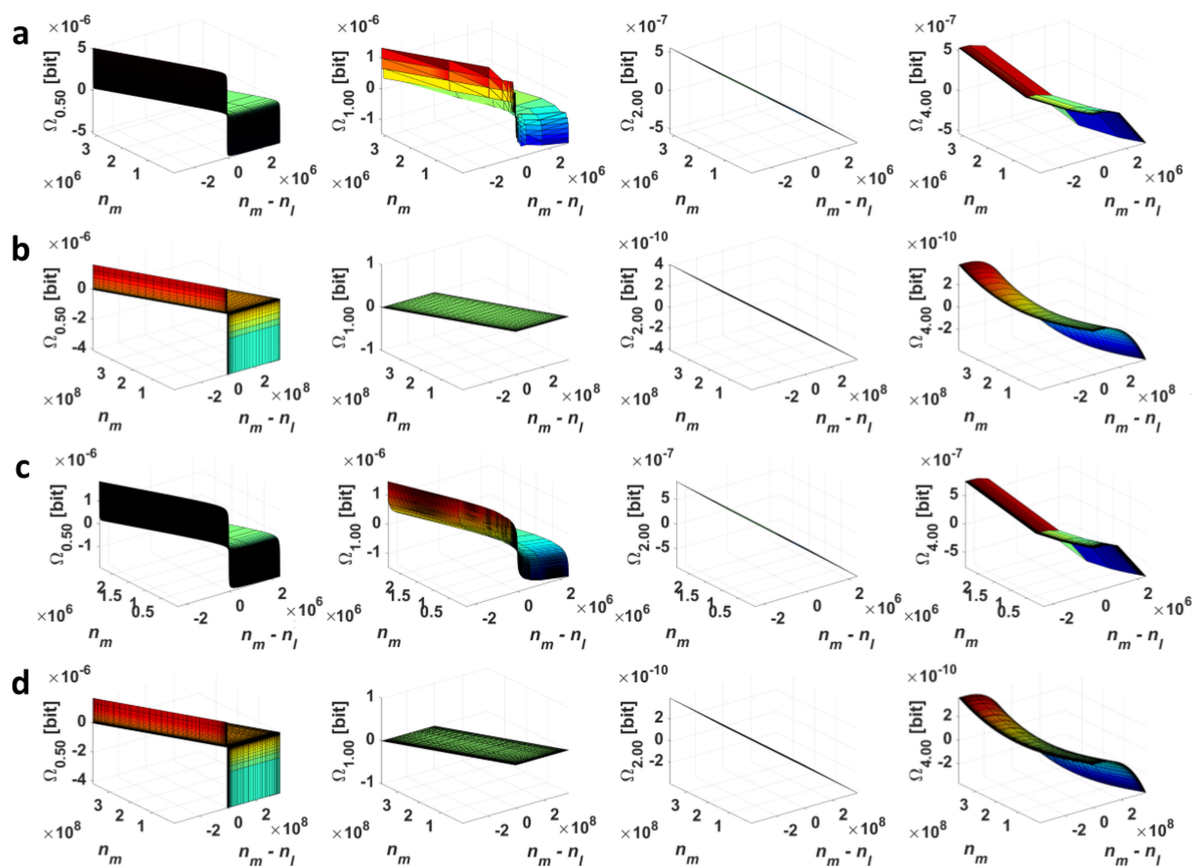 a
×10⁻⁶ ×10⁻⁶ ×10⁻⁷ ×10⁻⁷
Ω0.50 [bit] 5 0 -5
3 2 1 ×10⁶ nm
-2 0 2 ×10⁶ nm - nl
Ω1.00 [bit] 1 0 -1
3 2 1 ×10⁶ nm
-2 0 2 ×10⁶ nm - nl
Ω2.00 [bit] 5 0 -5
3 2 1 ×10⁶ nm
-2 0 2 ×10⁶ nm - nl
Ω4.00 [bit] 5 0 -5
3 2 1 ×10⁶ nm
-2 0 2 ×10⁶ nm - nl
b
×10⁻⁶ ×10⁻¹⁰ ×10⁻¹⁰
Ω0.50 [bit] 0 -2 -4
3 2 1 ×10⁸ nm
-2 0 2 ×10⁸ nm - nl
Ω1.00 [bit] 1 0 -1
3 2 1 ×10⁸ nm
-2 0 2 ×10⁸ nm - nl
Ω2.00 [bit] 4 2 0 -2 -4
3 2 1 ×10⁸ nm
-2 0 2 ×10⁸ nm - nl
Ω4.00 [bit] 2 0 -2
3 2 1 ×10⁸ nm
-2 0 2 ×10⁸ nm - nl
c
×10⁻⁶ ×10⁻⁶ ×10⁻⁷ ×10⁻⁷
Ω0.50 [bit] 1 0 -1
2 1.5 1 0.5 ×10⁶ nm
-2 0 2 ×10⁶ nm - nl
Ω1.00 [bit] 1 0 -1
2 1.5 1 0.5 ×10⁶ nm
-2 0 2 ×10⁶ nm - nl
Ω2.00 [bit] 5 0 -5
2 1.5 1 0.5 ×10⁶ nm
-2 0 2 ×10⁶ nm - nl
Ω4.00 [bit] 5 0 -5
2 1.5 1 0.5 ×10⁶ nm
-2 0 2 ×10⁶ nm - nl
d
×10⁻⁶ ×10⁻¹⁰ ×10⁻¹⁰
Ω0.50 [bit] 0 -2 -4
3 2 1 ×10⁸ nm
-2 0 2 ×10⁸ nm - nl
Ω1.00 [bit] 1 0 -1
3 2 1 ×10⁸ nm
-2 0 2 ×10⁸ nm - nl
Ω2.00 [bit] 2 0 -2
3 2 1 ×10⁸ nm
-2 0 2 ×10⁸ nm - nl
Ω4.00 [bit] 2 0 -2
3 2 1 ×10⁸ nm
-2 0 2 ×10⁸ nm - nl